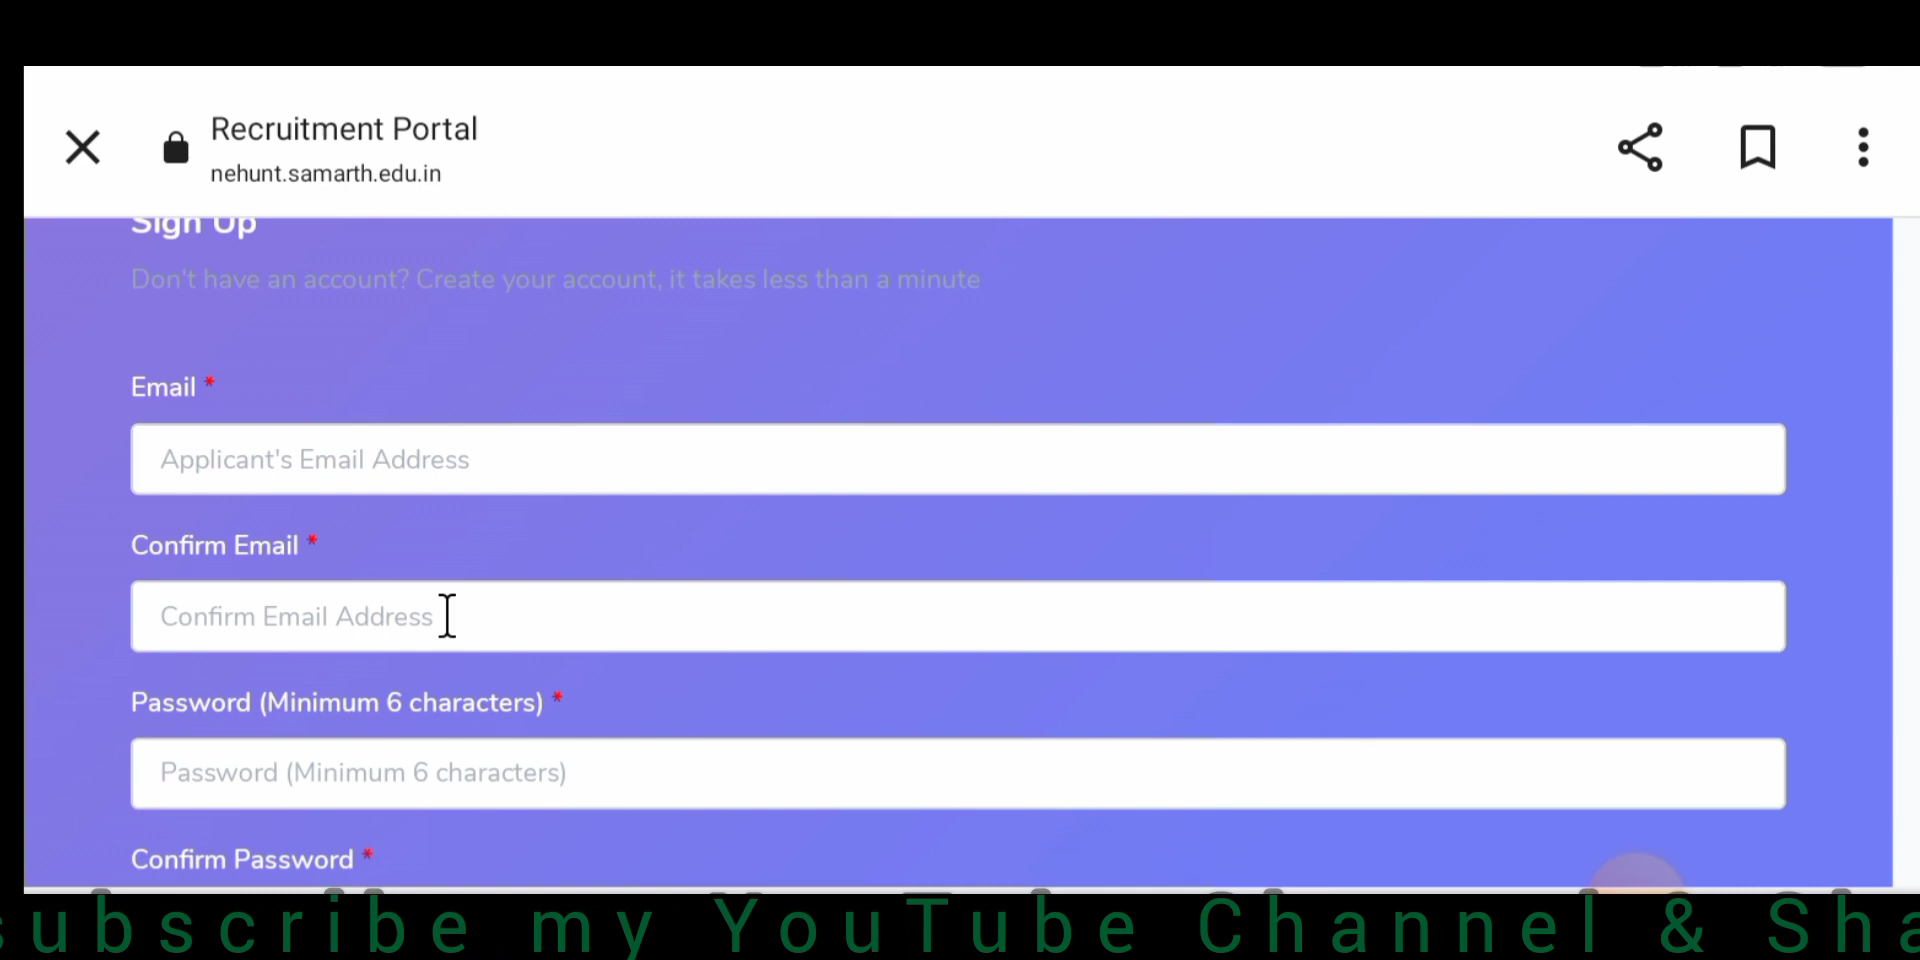 Recruitment Portal
nehunt.samarth.edu.in
Sign Up
Don't have an account? Create your account, it takes less than a minute
Email *
Applicant's Email Address
Confirm Email *
Confirm Email Address
Password (Minimum 6 characters) *
Password (Minimum 6 characters)
Confirm Password *
subscribe my YouTube Channel & Sha